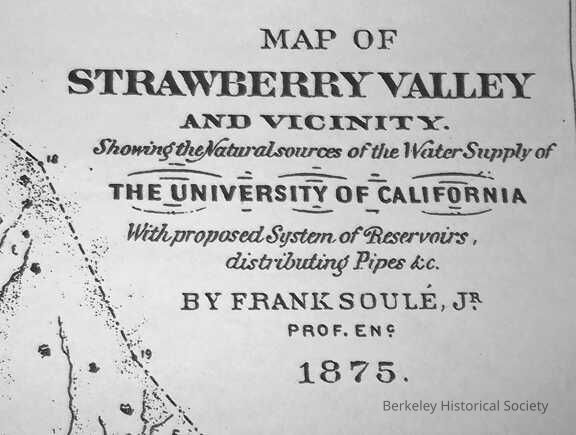 MAP OF
STRAWBERRY VALLEY
AND VICINITY.
Showing the Natural sources of the Water Supply of
THE UNIVERSITY OF CALIFORNIA
With proposed System of Reservoirs,
distributing Pipes &c.
BY FRANK SOULÉ, JR
PROF. ENG
1875.
18
19
Berkeley Historical Society